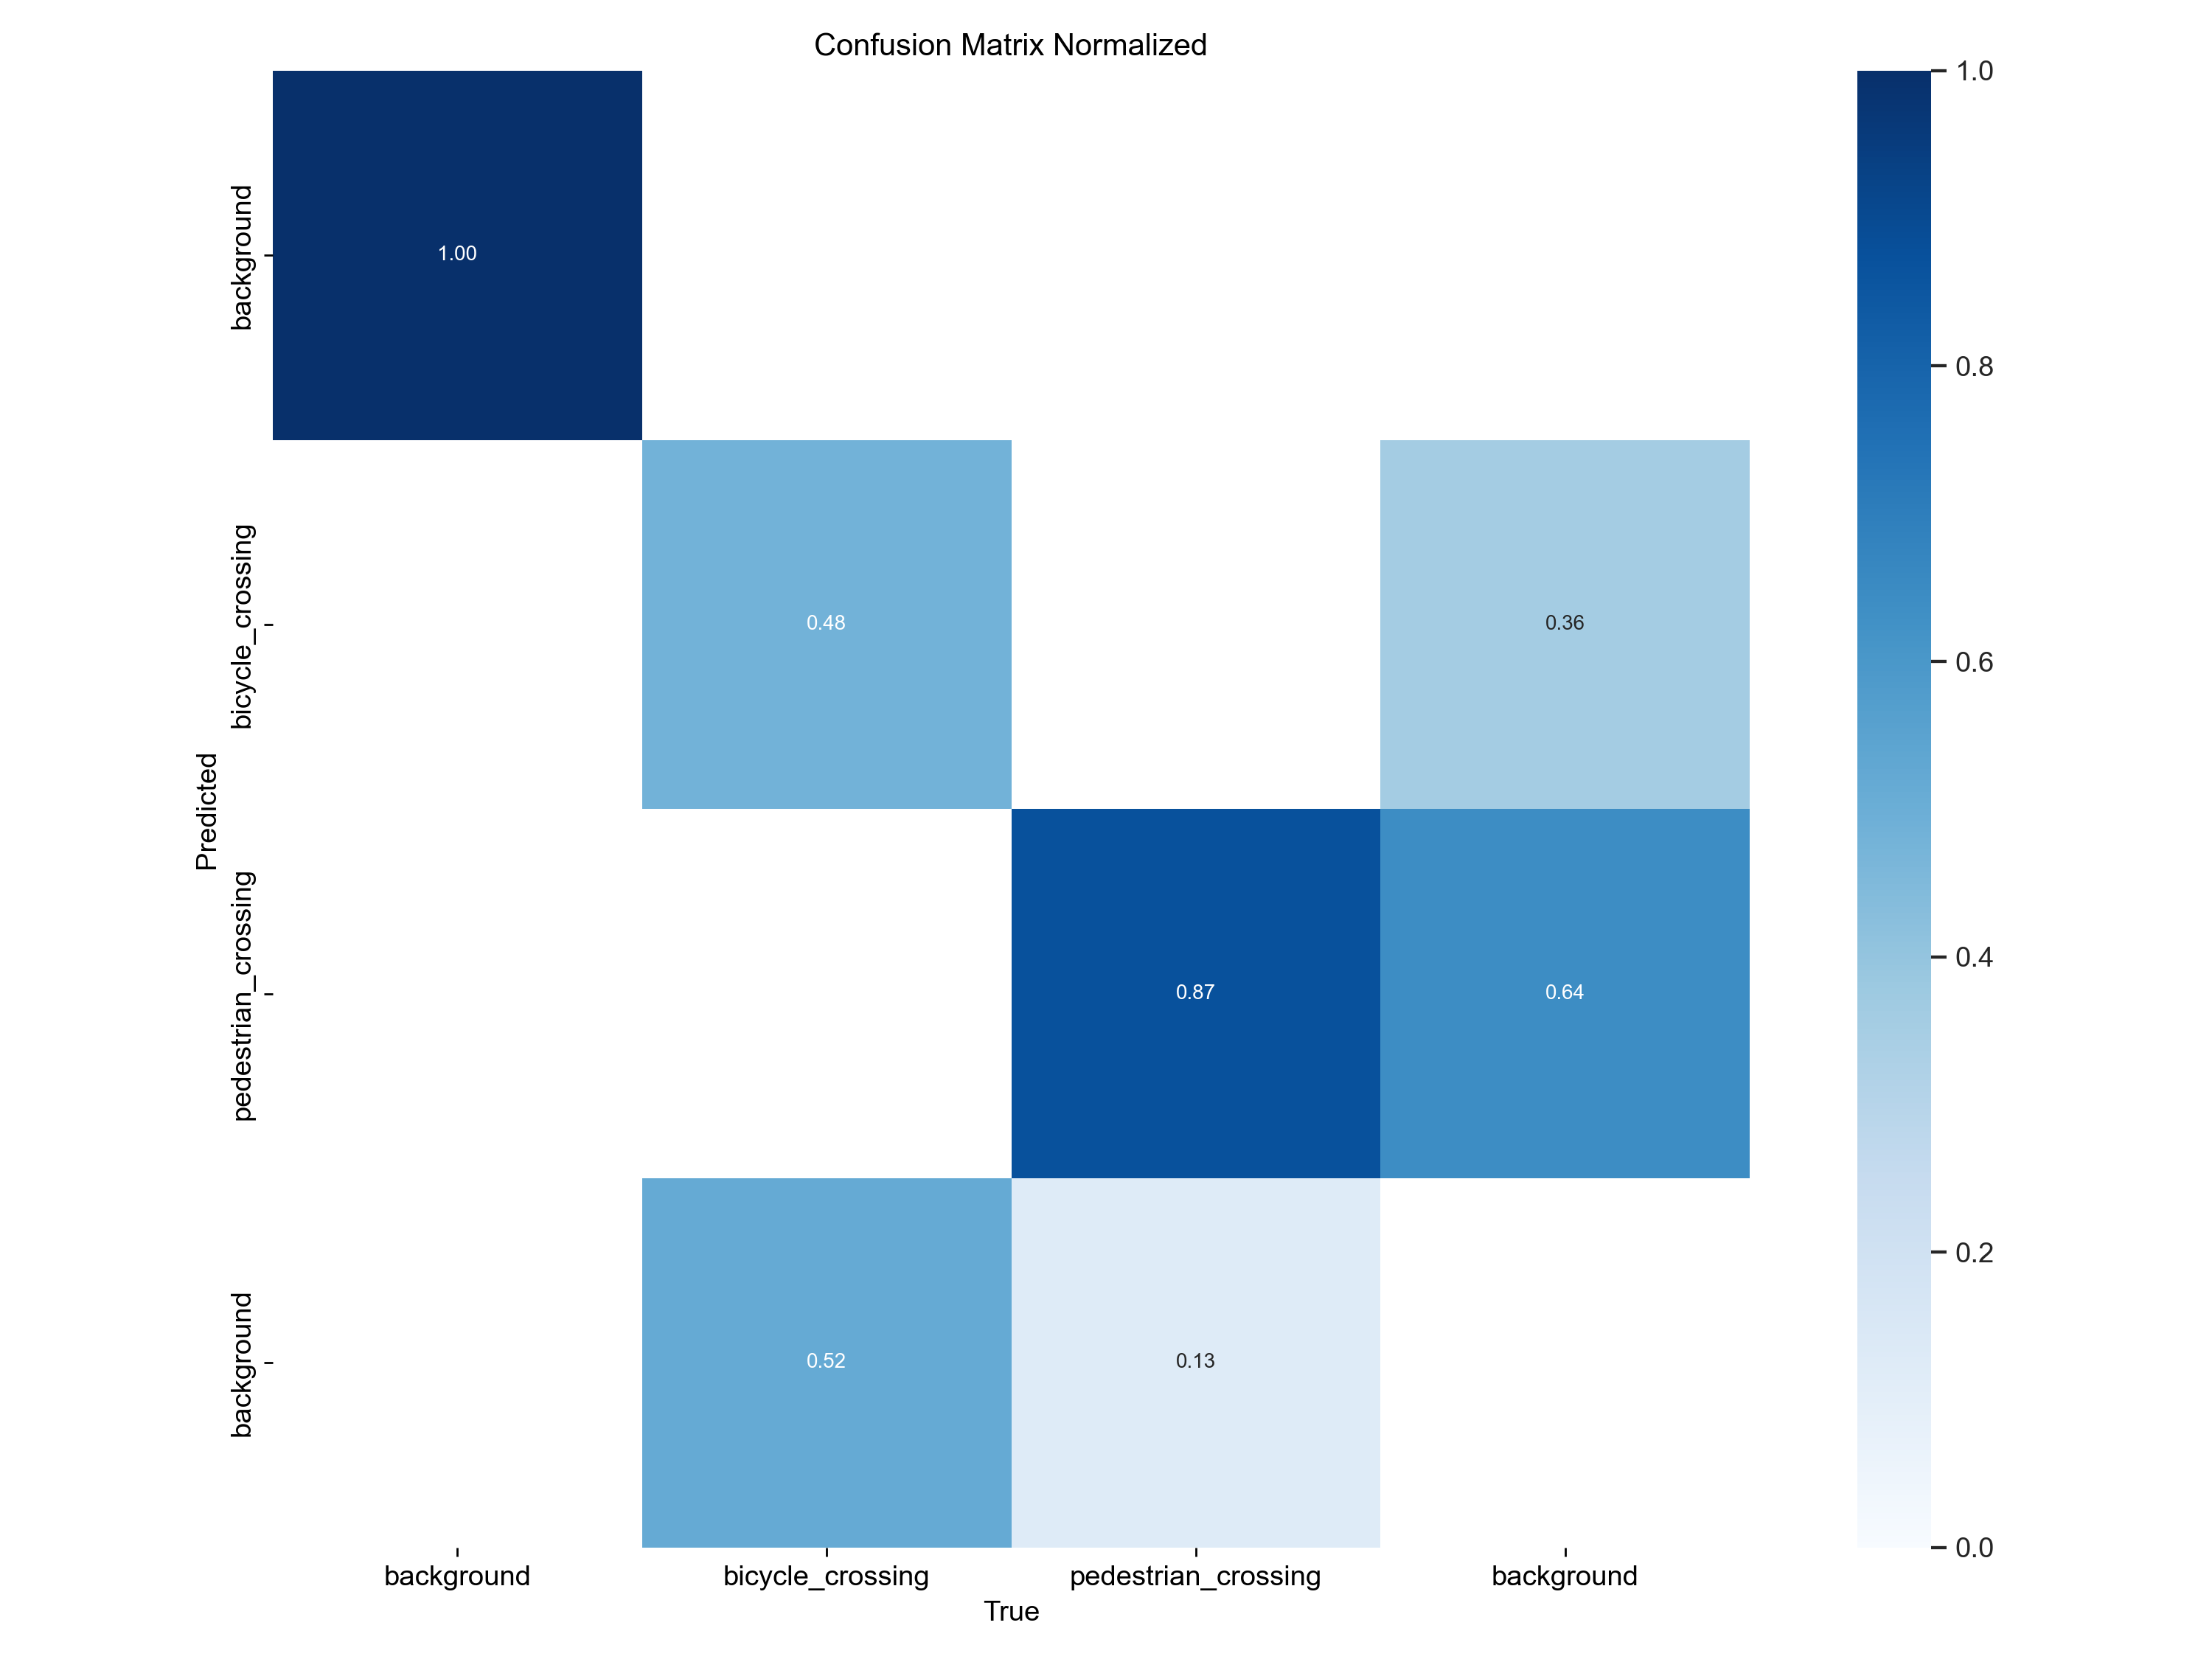 Confusion Matrix Normalized
1.0
background
1.00
0.8
bicycle_crossing
0.48
0.36
0.6
Predicted
pedestrian_crossing
0.87
0.64
0.4
background
0.52
0.13
0.2
0.0
background
bicycle_crossing
pedestrian_crossing
background
True